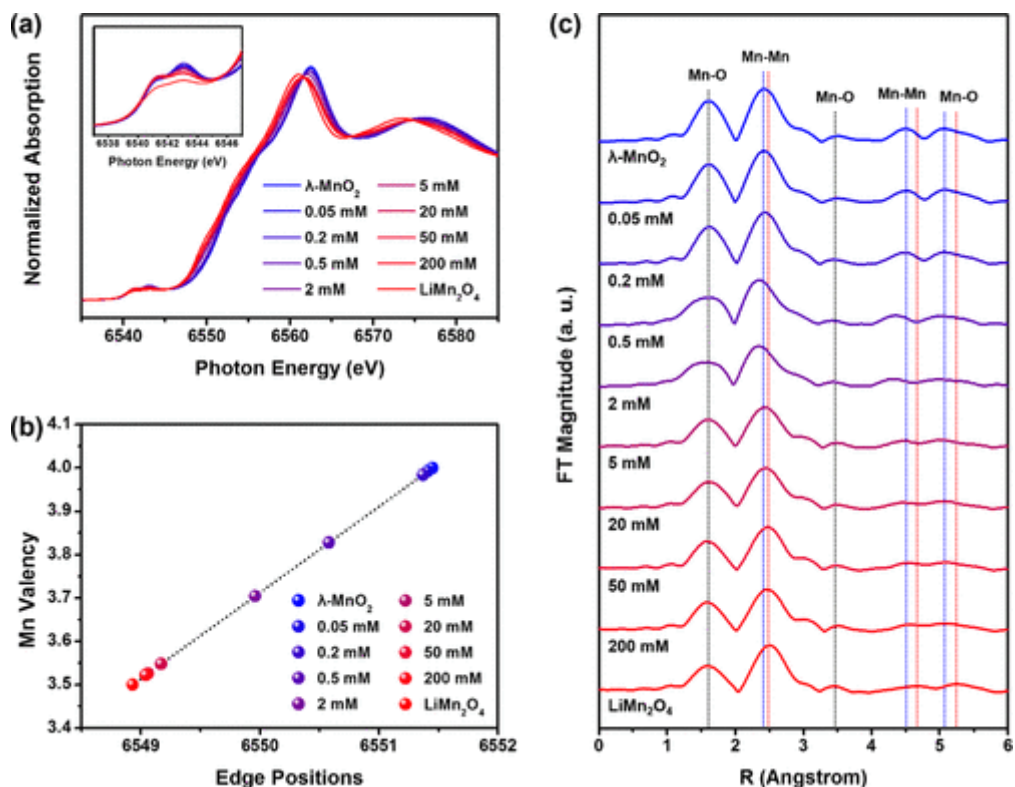 (a)
6538 6540 6542 6544 6546
Photon Energy (eV)
Normalized Absorption
λ-MnO₂
0.05 mM
0.2 mM
0.5 mM
2 mM
5 mM
20 mM
50 mM
200 mM
LiMn₂O₄
6540 6550 6560 6570 6580
Photon Energy (eV)
(b)
Mn Valency
4.1
4.0
3.9
3.8
3.7
3.6
3.5
3.4
λ-MnO₂
0.05 mM
0.2 mM
0.5 mM
2 mM
5 mM
20 mM
50 mM
200 mM
LiMn₂O₄
6549 6550 6551 6552
Edge Positions
(c)
FT Magnitude (a. u.)
Mn-O
Mn-Mn
Mn-O
Mn-Mn
Mn-O
λ-MnO₂
0.05 mM
0.2 mM
0.5 mM
2 mM
5 mM
20 mM
50 mM
200 mM
LiMn₂O₄
0 1 2 3 4 5 6
R (Angstrom)